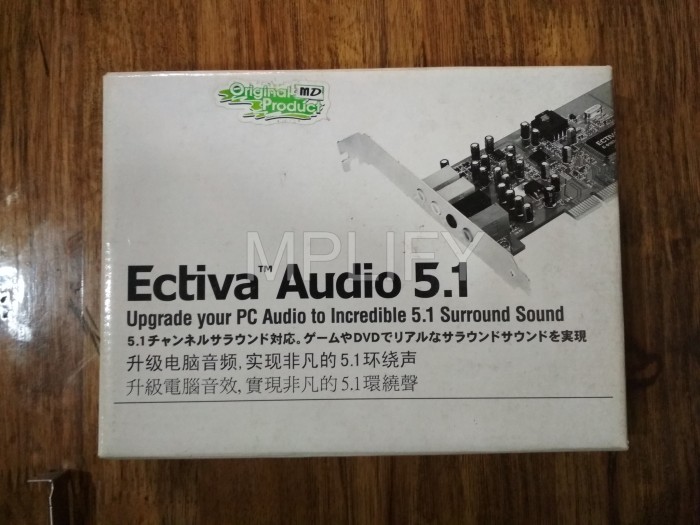 Original MD
Product
ECTIVA
MPLIFY
Ectiva™ Audio 5.1
Upgrade your PC Audio to Incredible 5.1 Surround Sound
5.1チャンネルサラウンド対応。ゲームやDVDでリアルなサラウンドサウンドを実現
升级电脑音频,实现非凡的5.1环绕声
升級電腦音效,實現非凡的5.1環繞聲